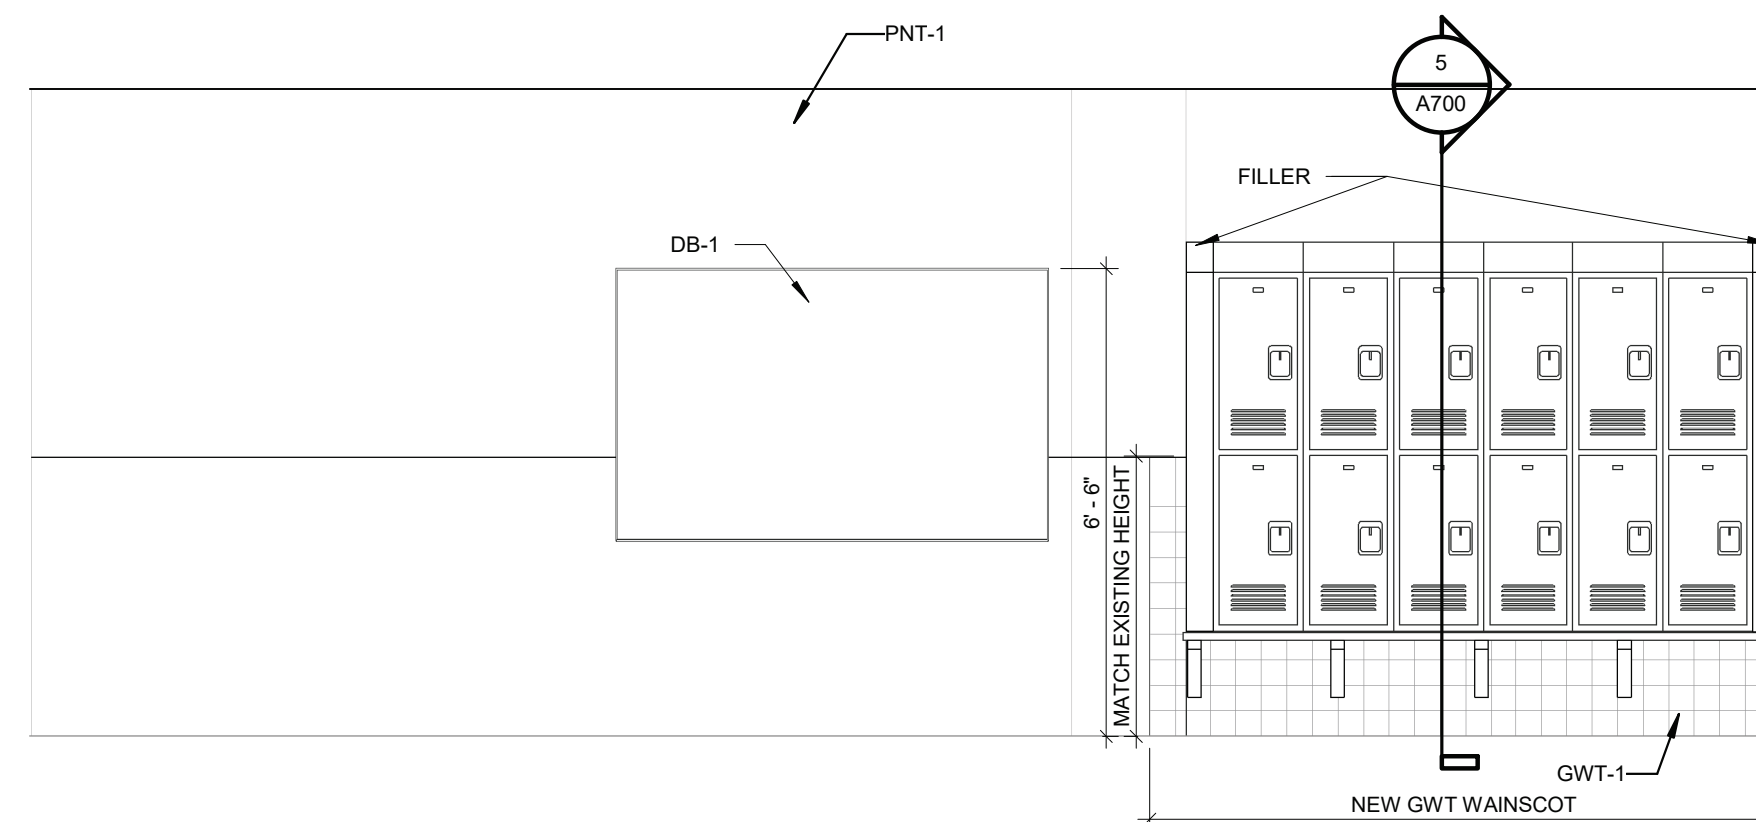 PNT-1
5
A700
FILLER
DB-1
6' - 6"
MATCH EXISTING HEIGHT
GWT-1
NEW GWT WAINSCOT